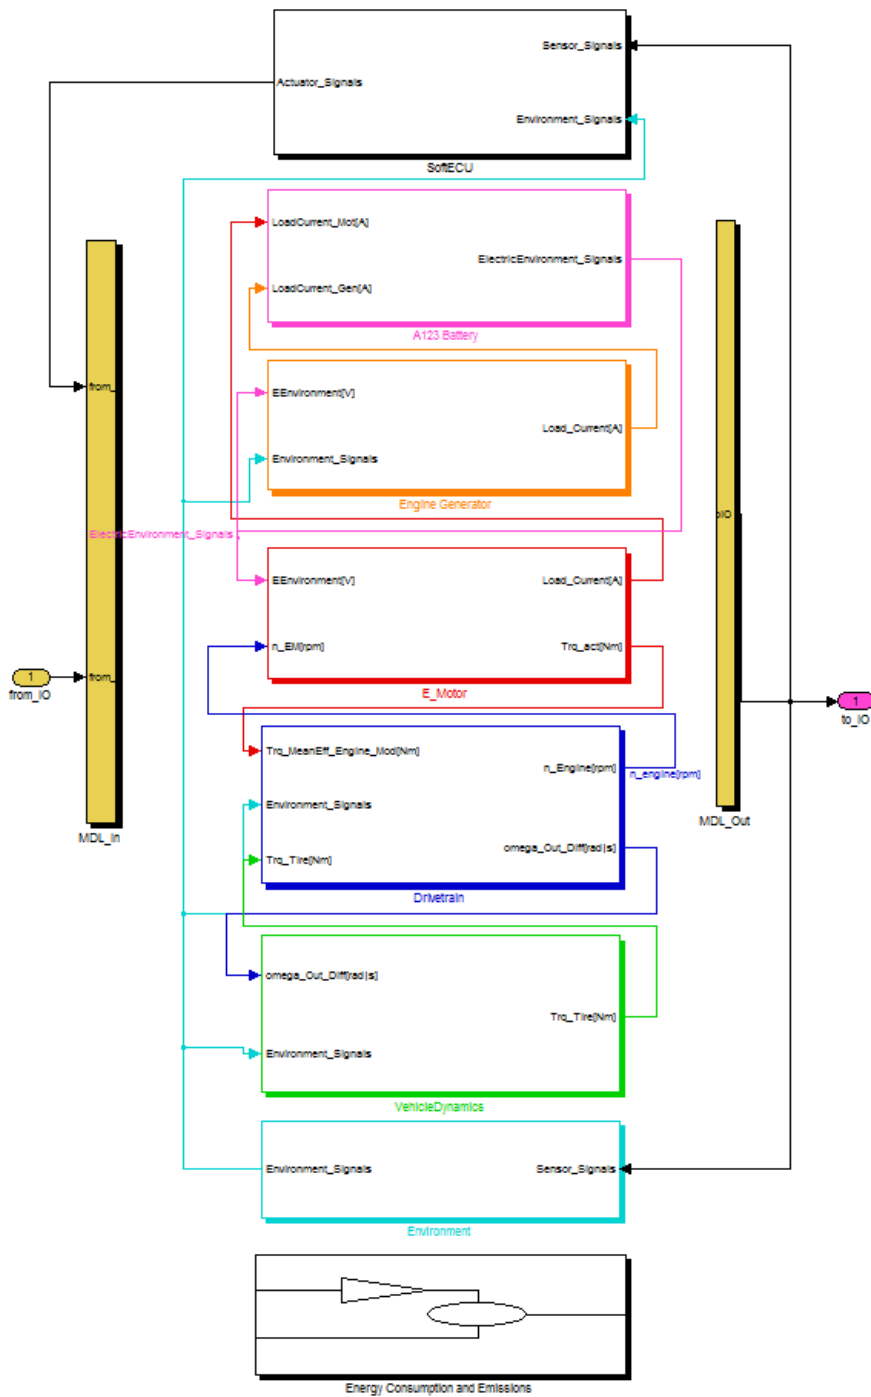 Sensor_Signals
Actuator_Signals
Environment_Signals
SoftECU
LoadCurrent_Mot[A]
ElectricEnvironment_Signals
LoadCurrent_Gen[A]
A123 Battery
from_
EEnvironment[V]
Load_Current[A]
Environment_Signals
Engine Generator
ElectricEnvironment_Signals
oIO
EEnvironment[V]
Load_Current[A]
n_EM[rpm]
Trq_act[Nm]
E_Motor
1
from_IO
from_
1
to_IO
Trq_MeanEff_Engine_Mod[Nm]
n_Engine[rpm]
n_engine[rpm]
Environment_Signals
omega_Out_Diff[rad|s]
Trq_Tire[Nm]
Drivetrain
MDL_In
MDL_Out
omega_Out_Diff[rad|s]
Trq_Tire[Nm]
Environment_Signals
VehicleDynamics
Environment_Signals
Sensor_Signals
Environment
Energy Consumption and Emissions